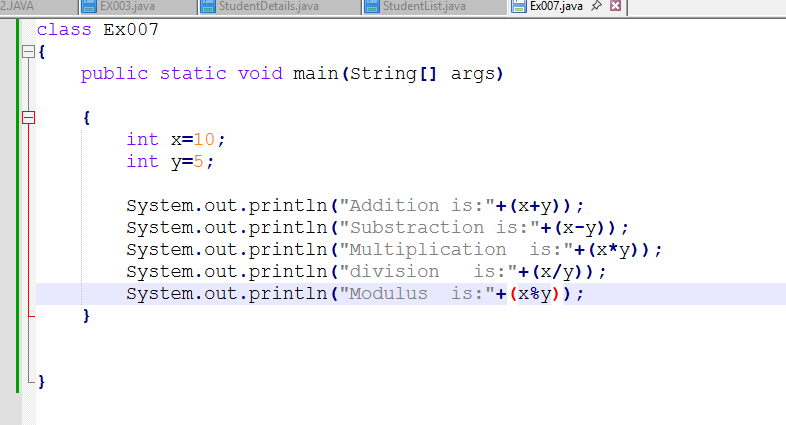 2.JAVA EX003.java StudentDetails.java StudentList.java Ex007.java
class Ex007
{
public static void main(String[] args)
{
int x=10;
int y=5;
System.out.println("Addition is:"+(x+y));
System.out.println("Substraction is:"+(x-y));
System.out.println("Multiplication  is:"+(x*y));
System.out.println("division   is:"+(x/y));
System.out.println("Modulus  is:"+(x%y));
}
}